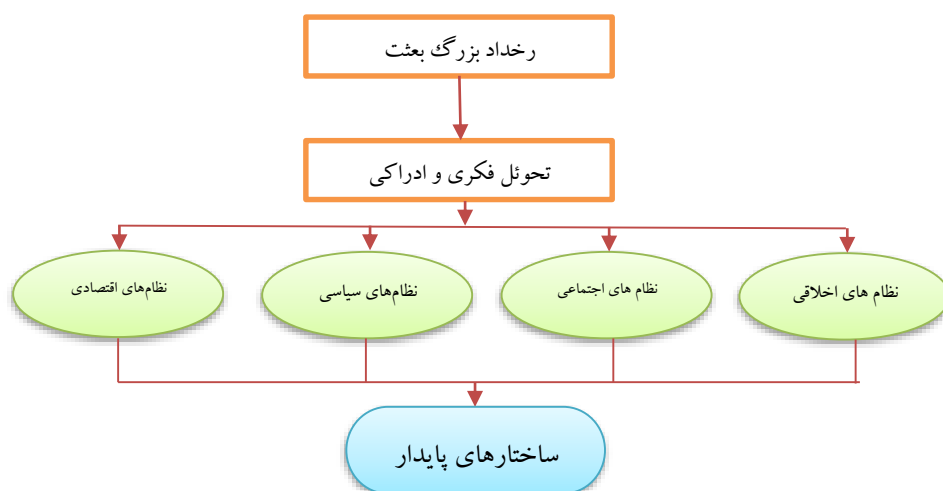 رخداد بزرگ بعثت
تحوئل فکری و ادراکی
نظام های اخلاقی
نظام های اجتماعی
نظام‌های سیاسی
نظام‌های اقتصادی
ساختارهای پایدار